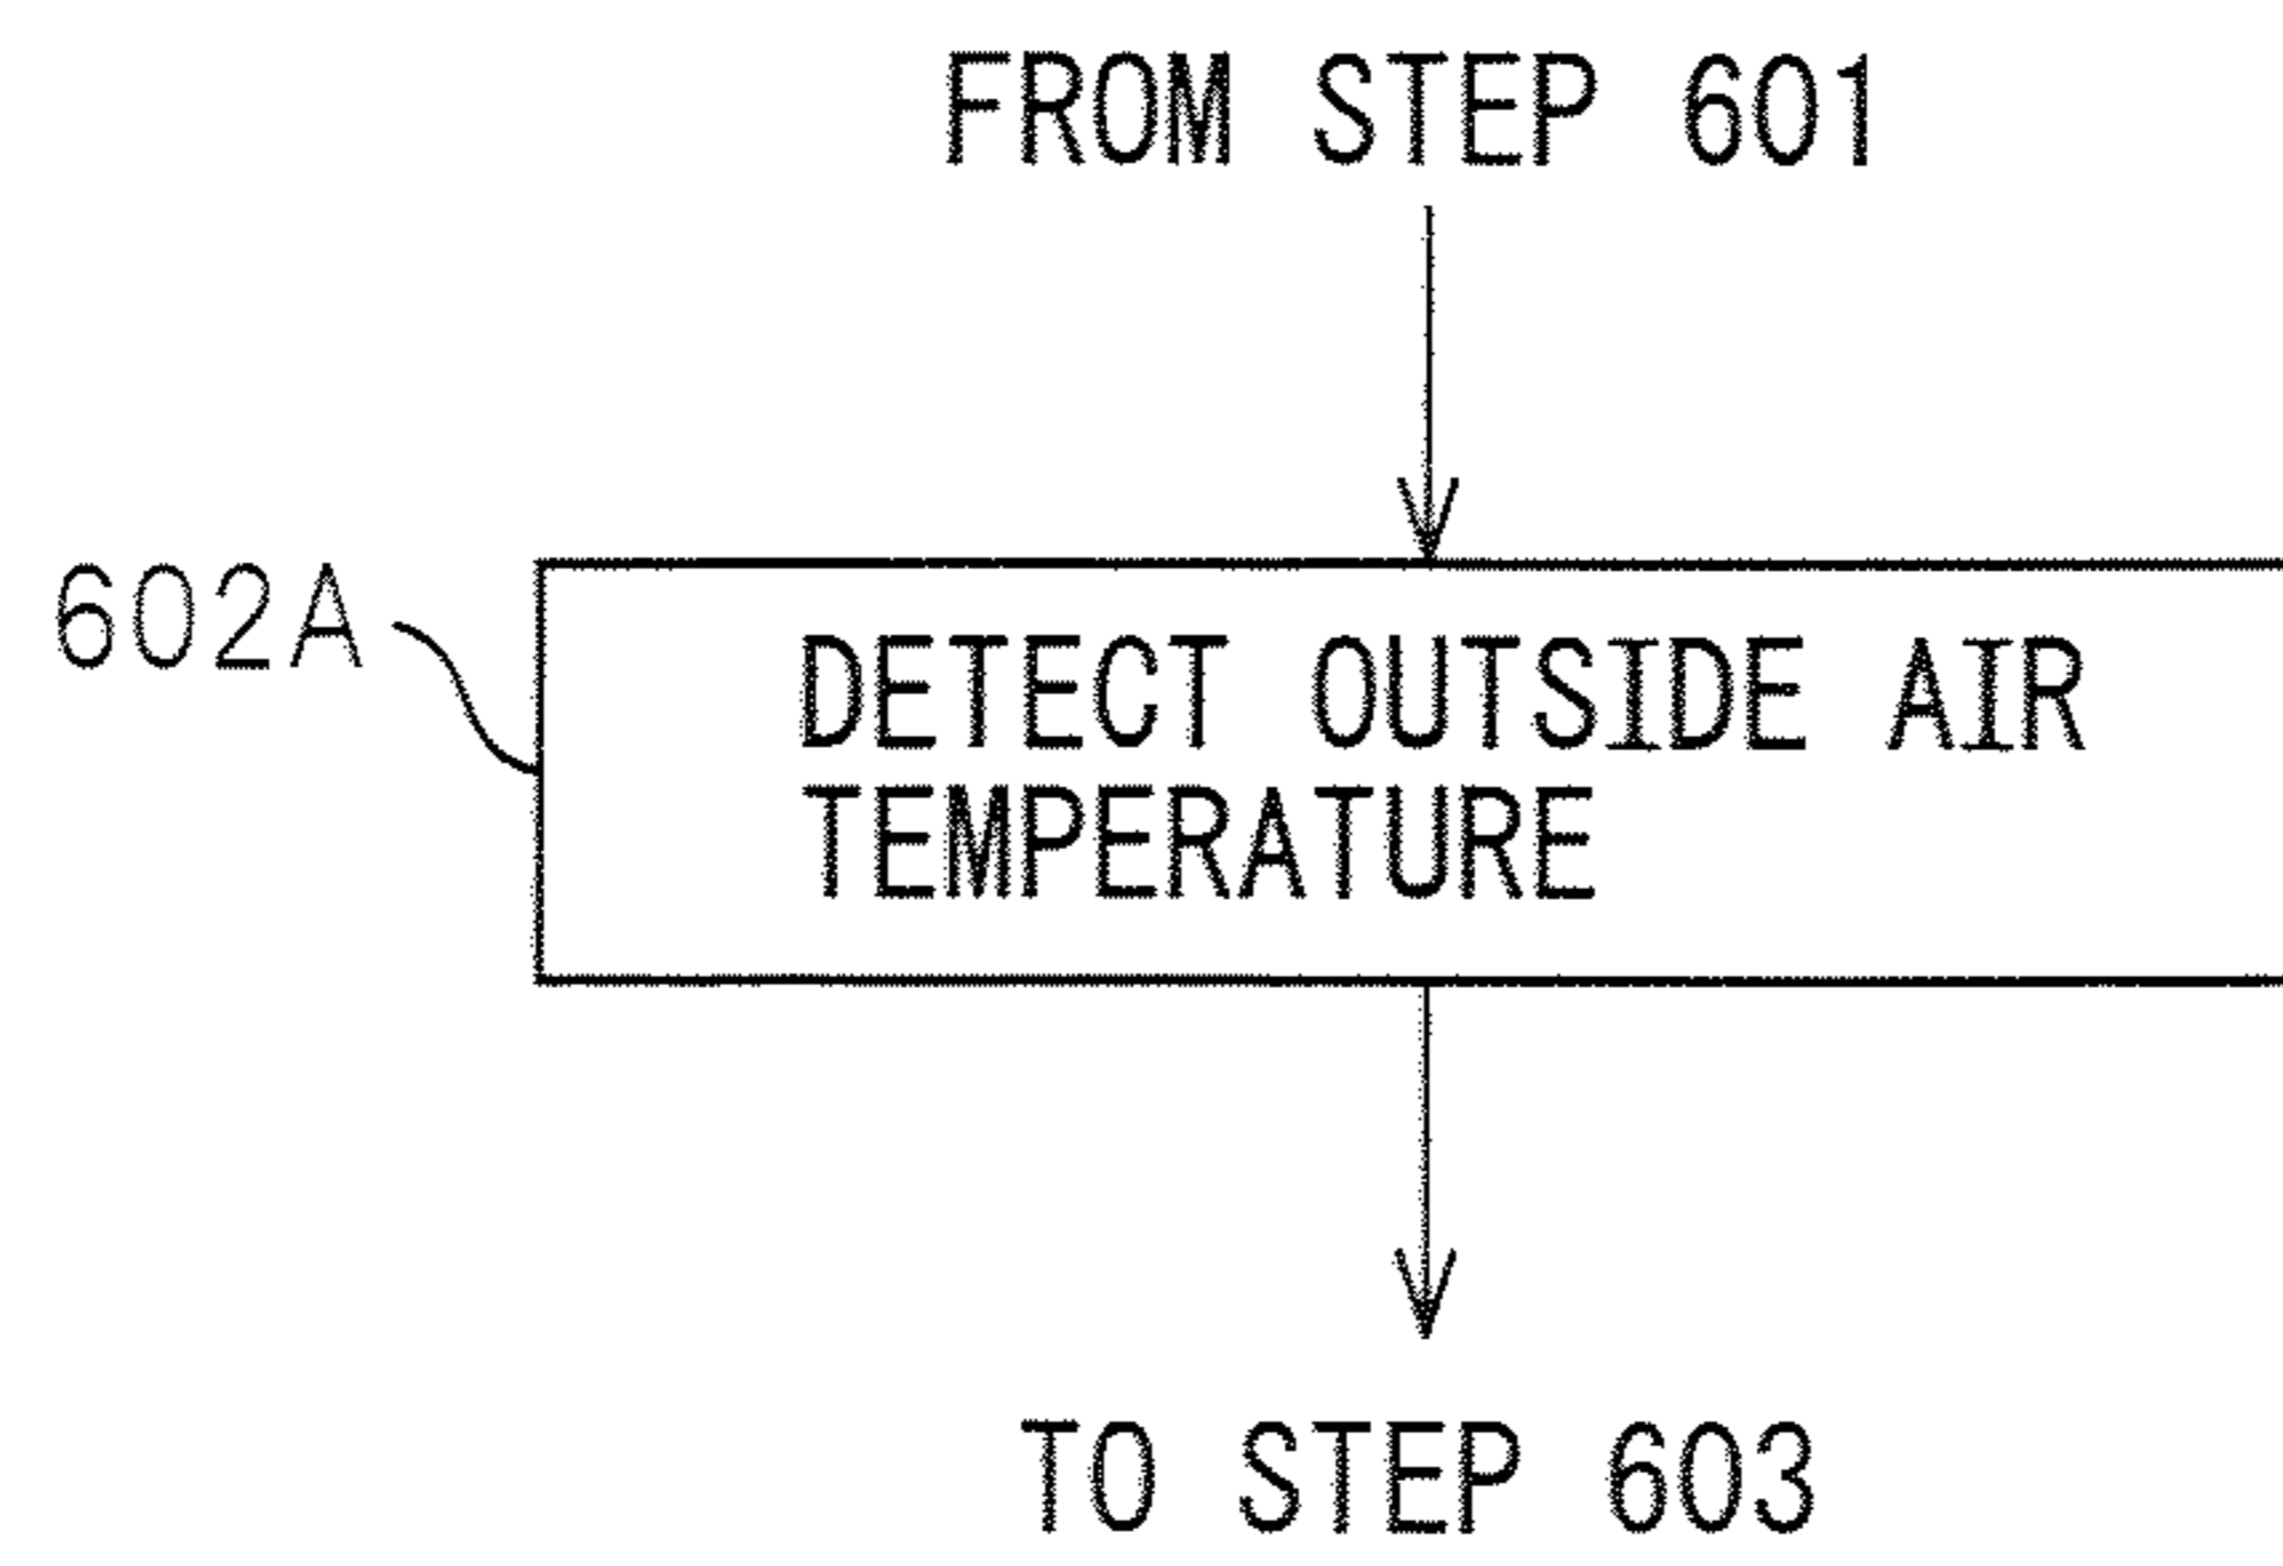 FROM STEP 601
602A
DETECT OUTSIDE AIR
TEMPERATURE
TO STEP 603